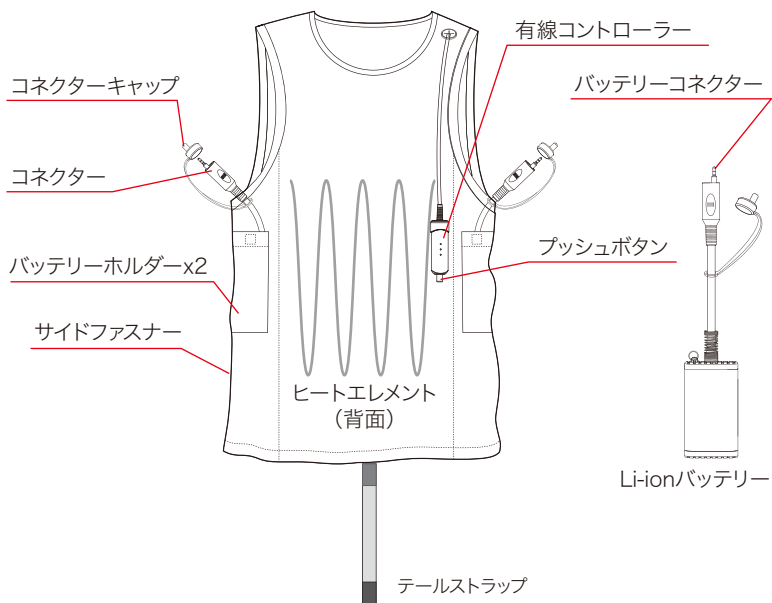 有線コントローラー
コネクターキャップ
バッテリーコネクター
コネクター
プッシュボタン
バッテリーホルダーx2
サイドファスナー
ヒートエレメント
（背面）
Li-ionバッテリー
テールストラップ